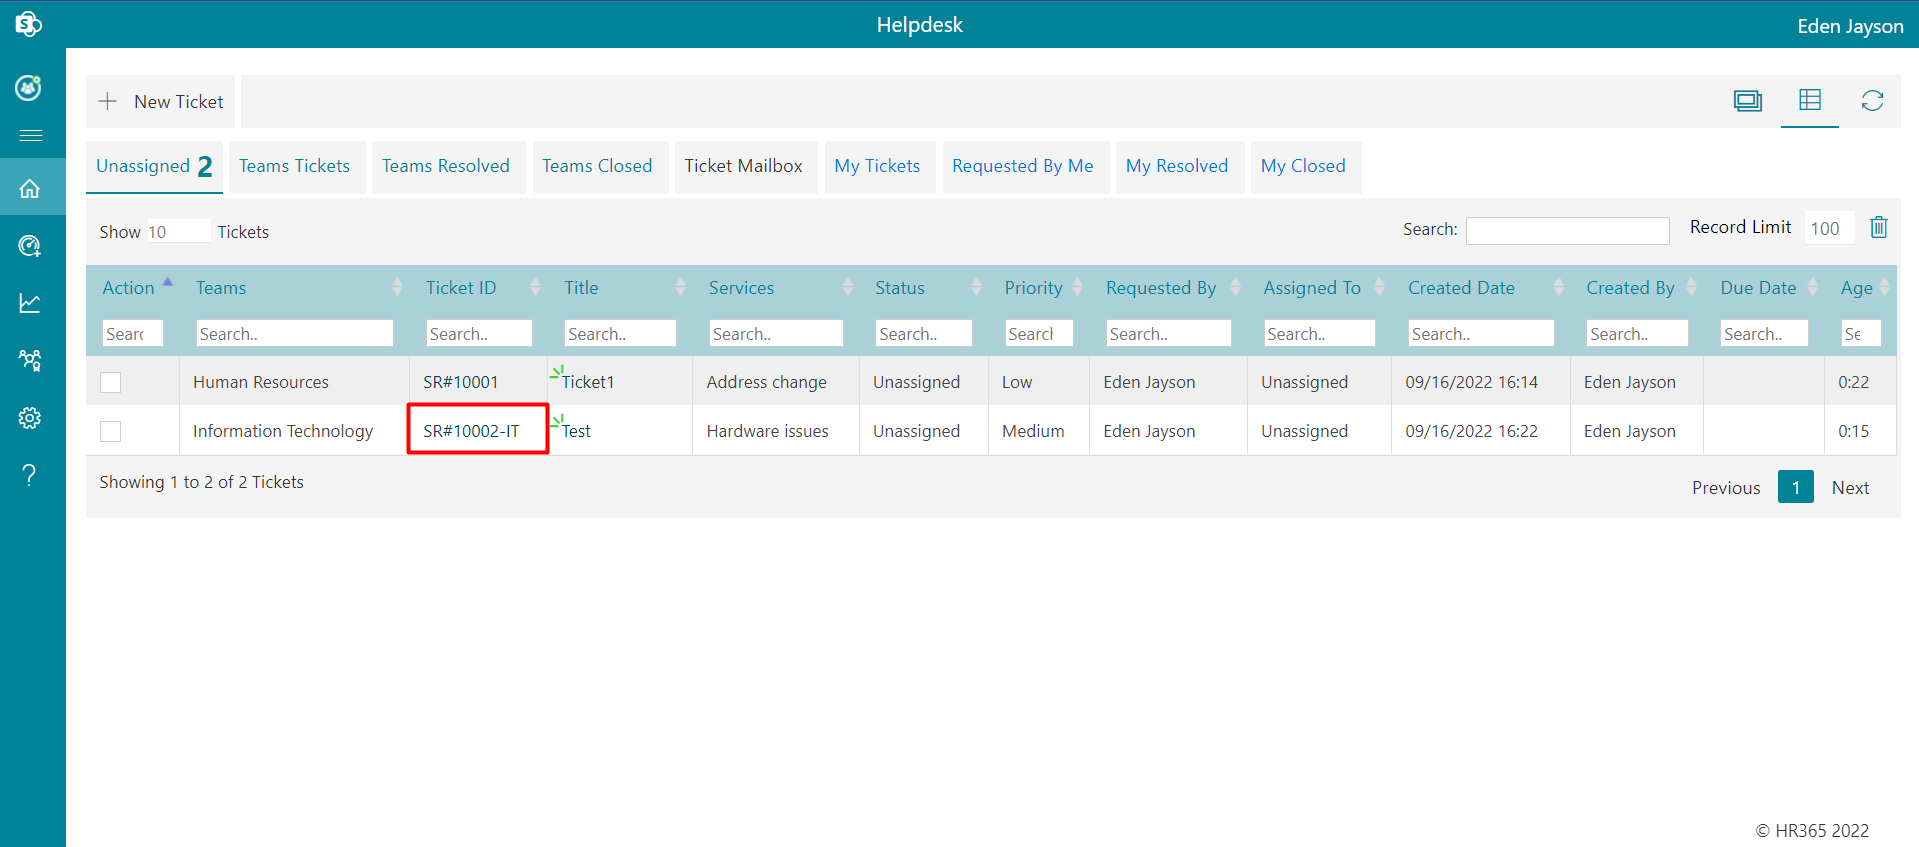 Helpdesk
Eden Jayson
New Ticket
Unassigned 2 Teams Tickets Teams Resolved Teams Closed Ticket Mailbox My Tickets Requested By Me My Resolved My Closed
Show 10 Tickets Search: Record Limit 100
Action Teams Ticket ID Title Services Status Priority Requested By Assigned To Created Date Created By Due Date Age
Searc Search.. Search.. Search.. Search.. Search.. Search Search.. Search.. Search.. Search.. Search.. Se
Human Resources SR#10001 Ticket1 Address change Unassigned Low Eden Jayson Unassigned 09/16/2022 16:14 Eden Jayson 0:22
Information Technology SR#10002-IT Test Hardware issues Unassigned Medium Eden Jayson Unassigned 09/16/2022 16:22 Eden Jayson 0:15
Showing 1 to 2 of 2 Tickets
Previous 1 Next
© HR365 2022